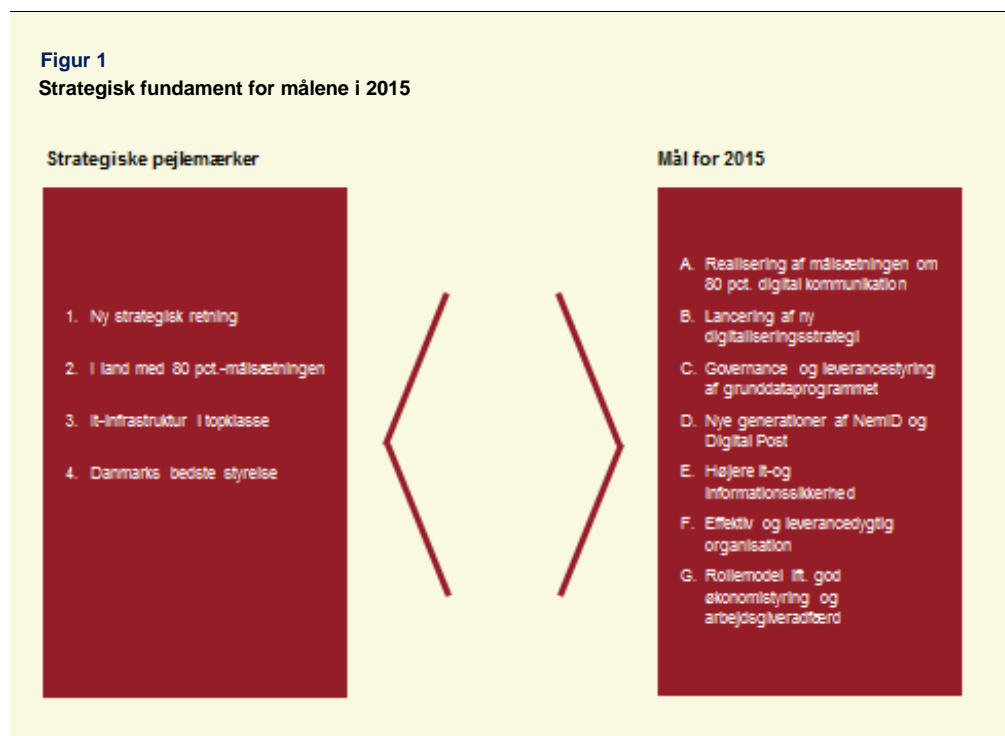 Figur 1
Strategisk fundament for målene i 2015
Strategiske pejlemærker
1. Ny strategisk retning
2. I land med 80 pct.-målsætningen
3. It-infrastruktur i topklasse
4. Danmarks bedste styrelse
Mål for 2015
A. Realisering af målsætningen om
80 pct. digital kommunikation
B. Lancering af ny
digitaliseringsstrategi
C. Governance og leverancestyring
af grunddataprogrammet
D. Nye generationer af NemID og
Digital Post
E. Højere it-og
informationssikkerhed
F. Effektiv og leverancedygtig
organisation
G. Rollemodel ift. god
økonomistyring og
arbejdsgiveradfærd